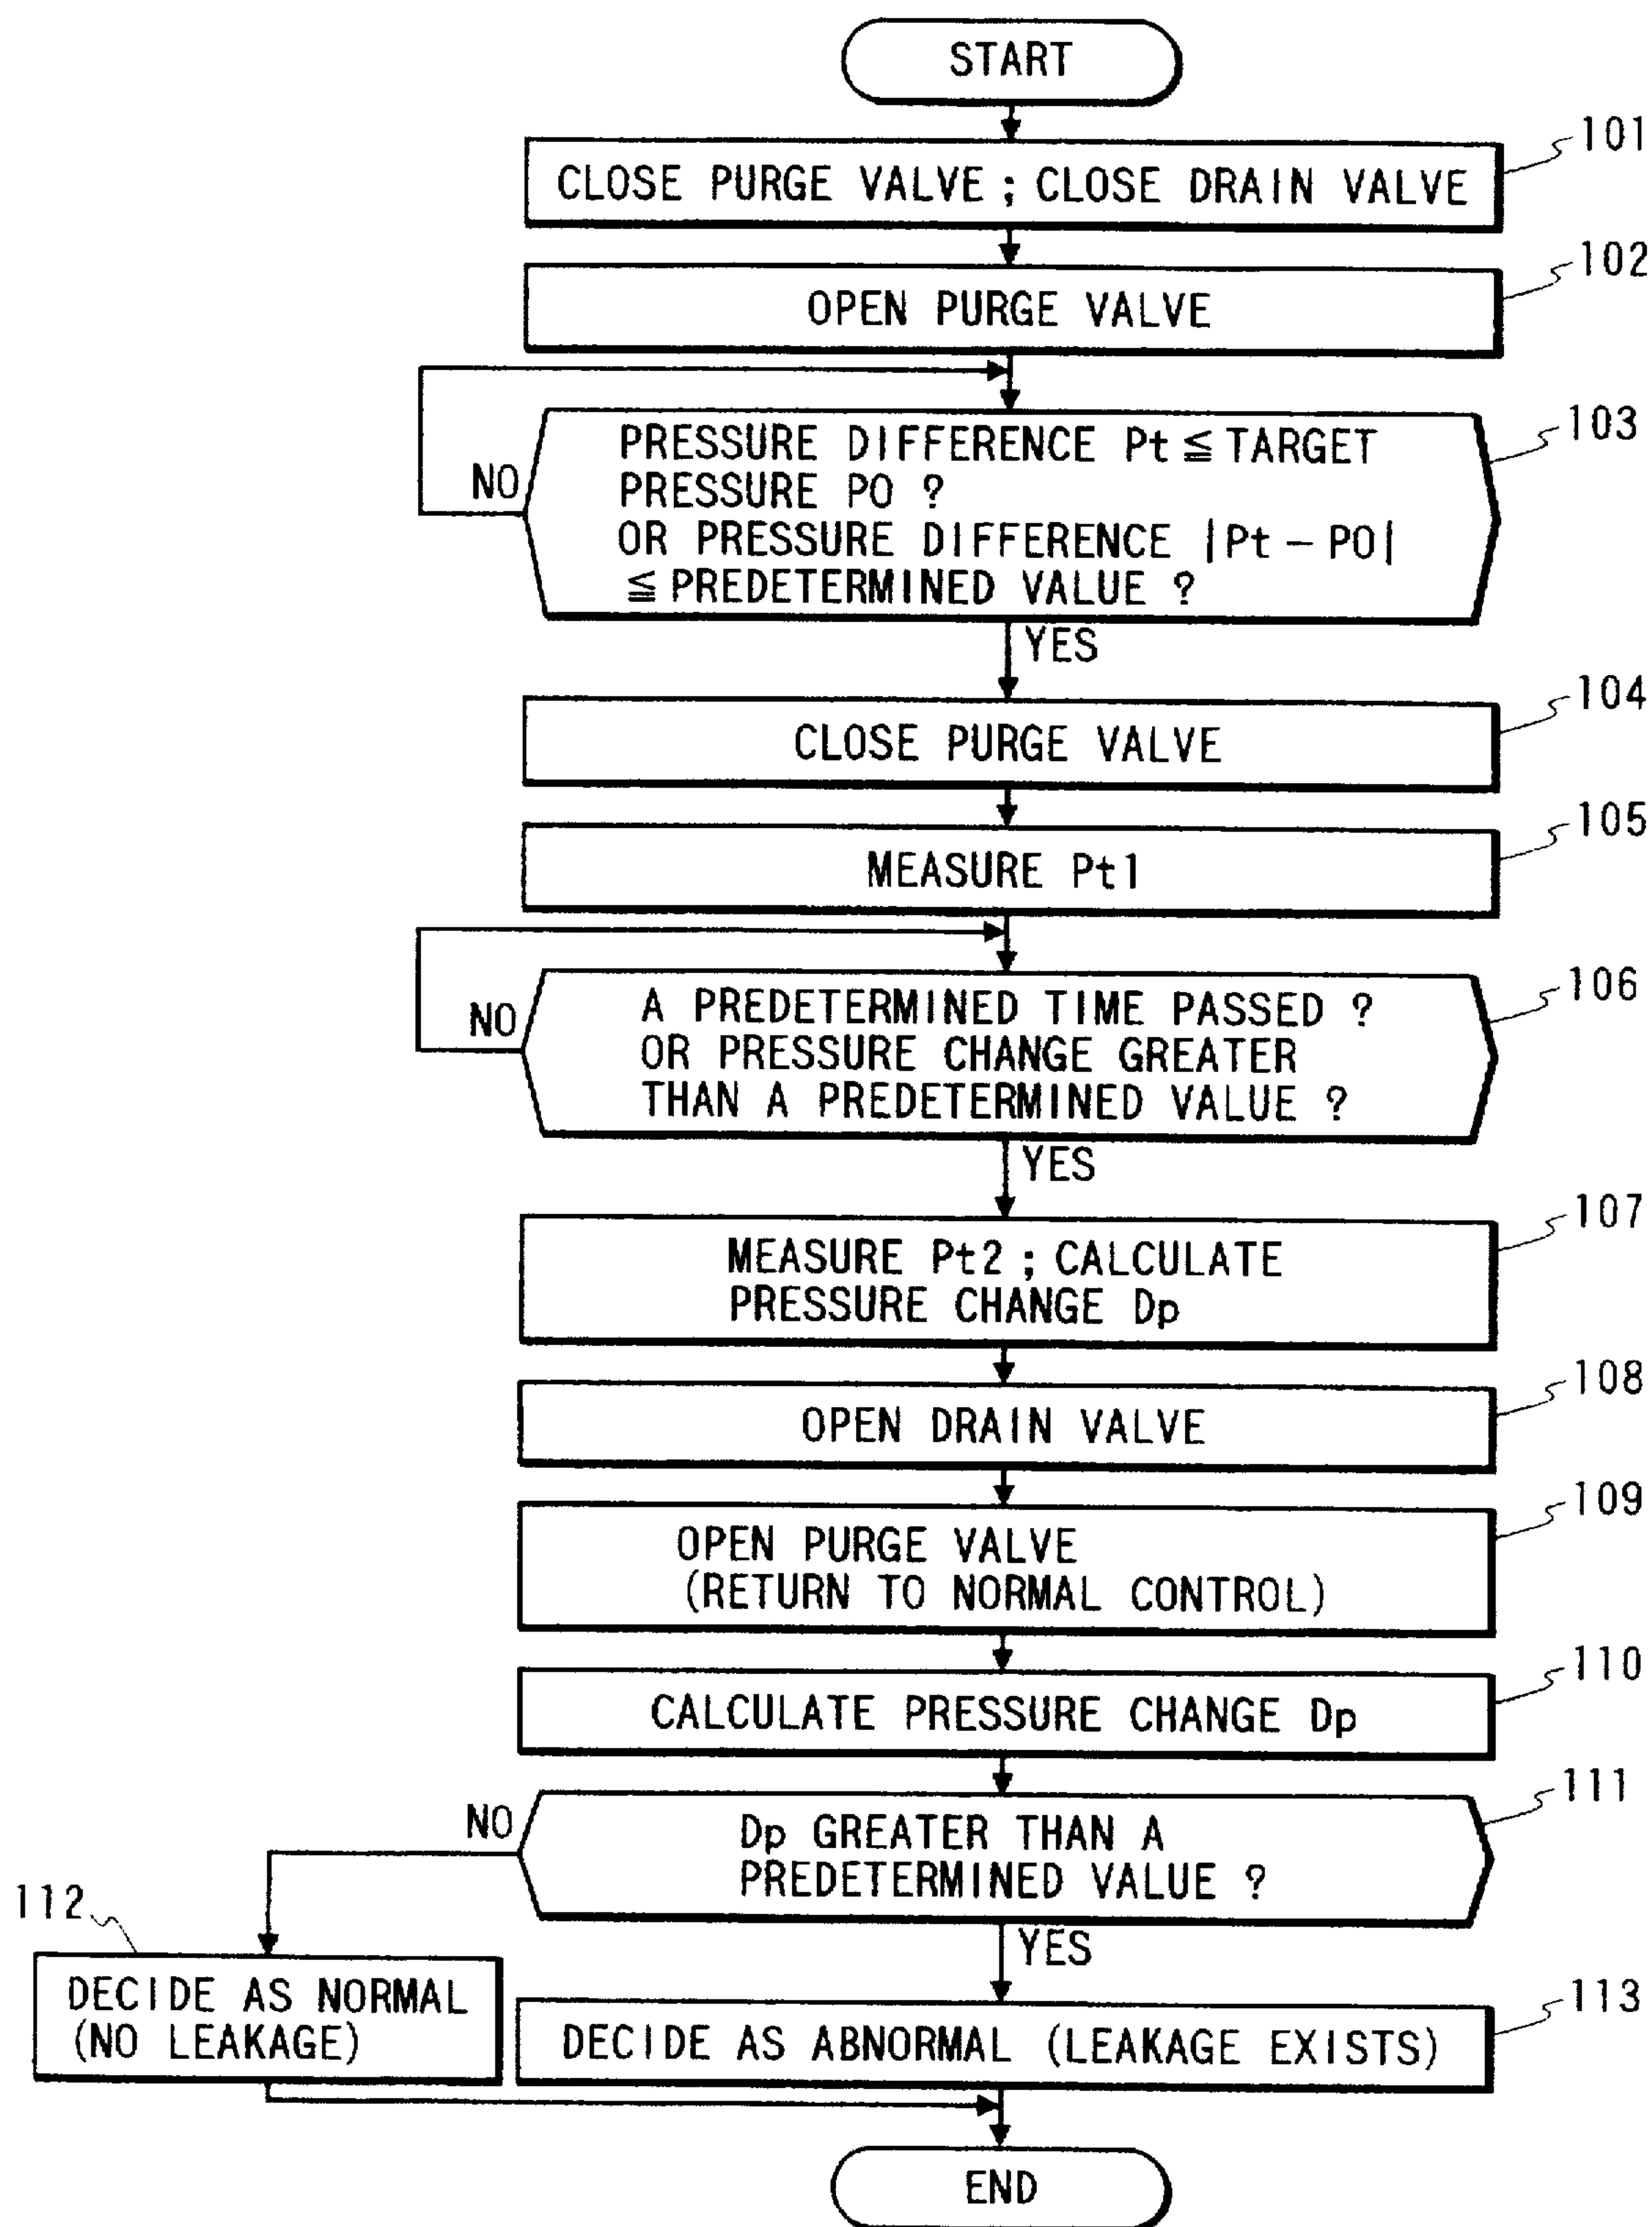 START
101
CLOSE PURGE VALVE ; CLOSE DRAIN VALVE
102
OPEN PURGE VALVE
103
PRESSURE DIFFERENCE Pt ≦ TARGET
PRESSURE PO ?
OR PRESSURE DIFFERENCE |Pt – PO|
≦ PREDETERMINED VALUE ?
NO
YES
104
CLOSE PURGE VALVE
105
MEASURE Pt1
106
A PREDETERMINED TIME PASSED ?
OR PRESSURE CHANGE GREATER
THAN A PREDETERMINED VALUE ?
NO
YES
107
MEASURE Pt2 ; CALCULATE
PRESSURE CHANGE Dp
108
OPEN DRAIN VALVE
109
OPEN PURGE VALVE
(RETURN TO NORMAL CONTROL)
110
CALCULATE PRESSURE CHANGE Dp
111
Dp GREATER THAN A
PREDETERMINED VALUE ?
NO
YES
112
DECIDE AS NORMAL
(NO LEAKAGE)
113
DECIDE AS ABNORMAL (LEAKAGE EXISTS)
END